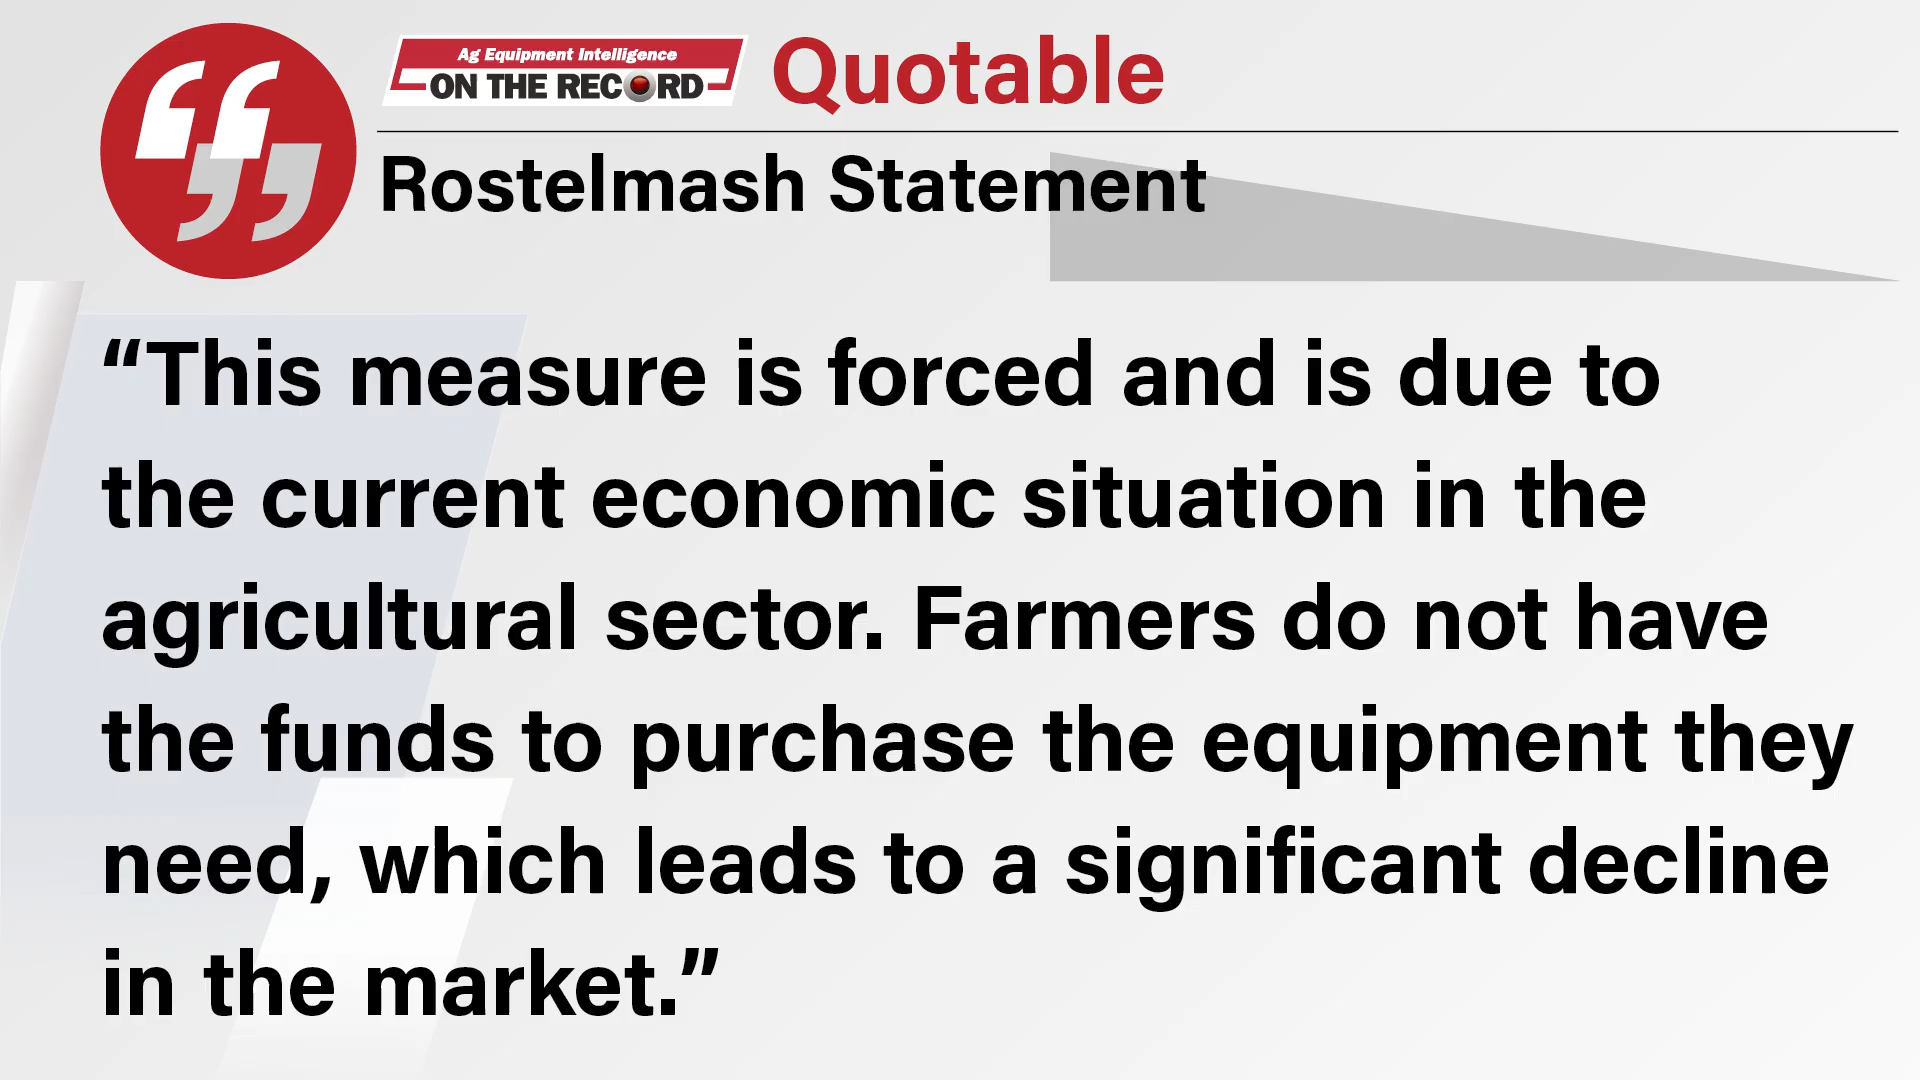 Ag Equipment Intelligence
ON THE RECORD
Quotable
Rostelmash Statement
“This measure is forced and is due to
the current economic situation in the
agricultural sector. Farmers do not have
the funds to purchase the equipment they
need, which leads to a significant decline
in the market.”